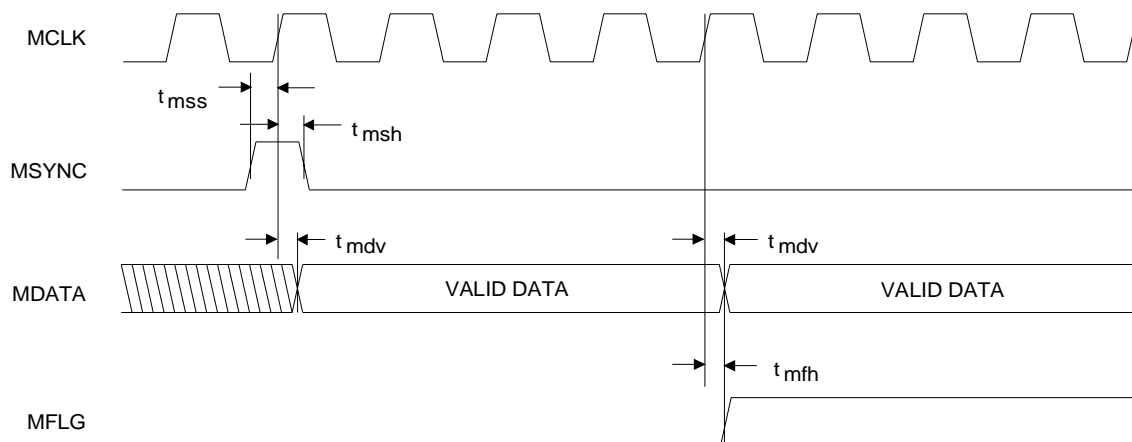 MCLK
t mss
t msh
MSYNC
t mdv
t mdv
MDATA
VALID DATA
VALID DATA
t mfh
MFLG